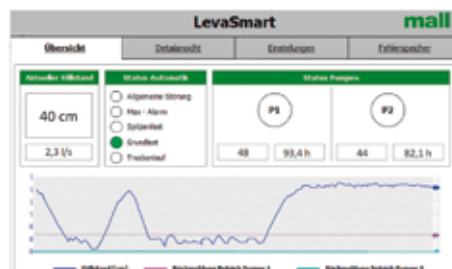 LevaSmart
mall
Übersicht
Detailansicht
Einstellungen
Fehlerspeicher
Aktueller Füllstand
Status Automatik
Status Pumpen
40 cm
2,3 l/s
Allgemeine Störung
Max - Alarm
Spitzenlast
Grundlast
Trockenlauf
P1
P2
48
93,4 h
44
82,1 h